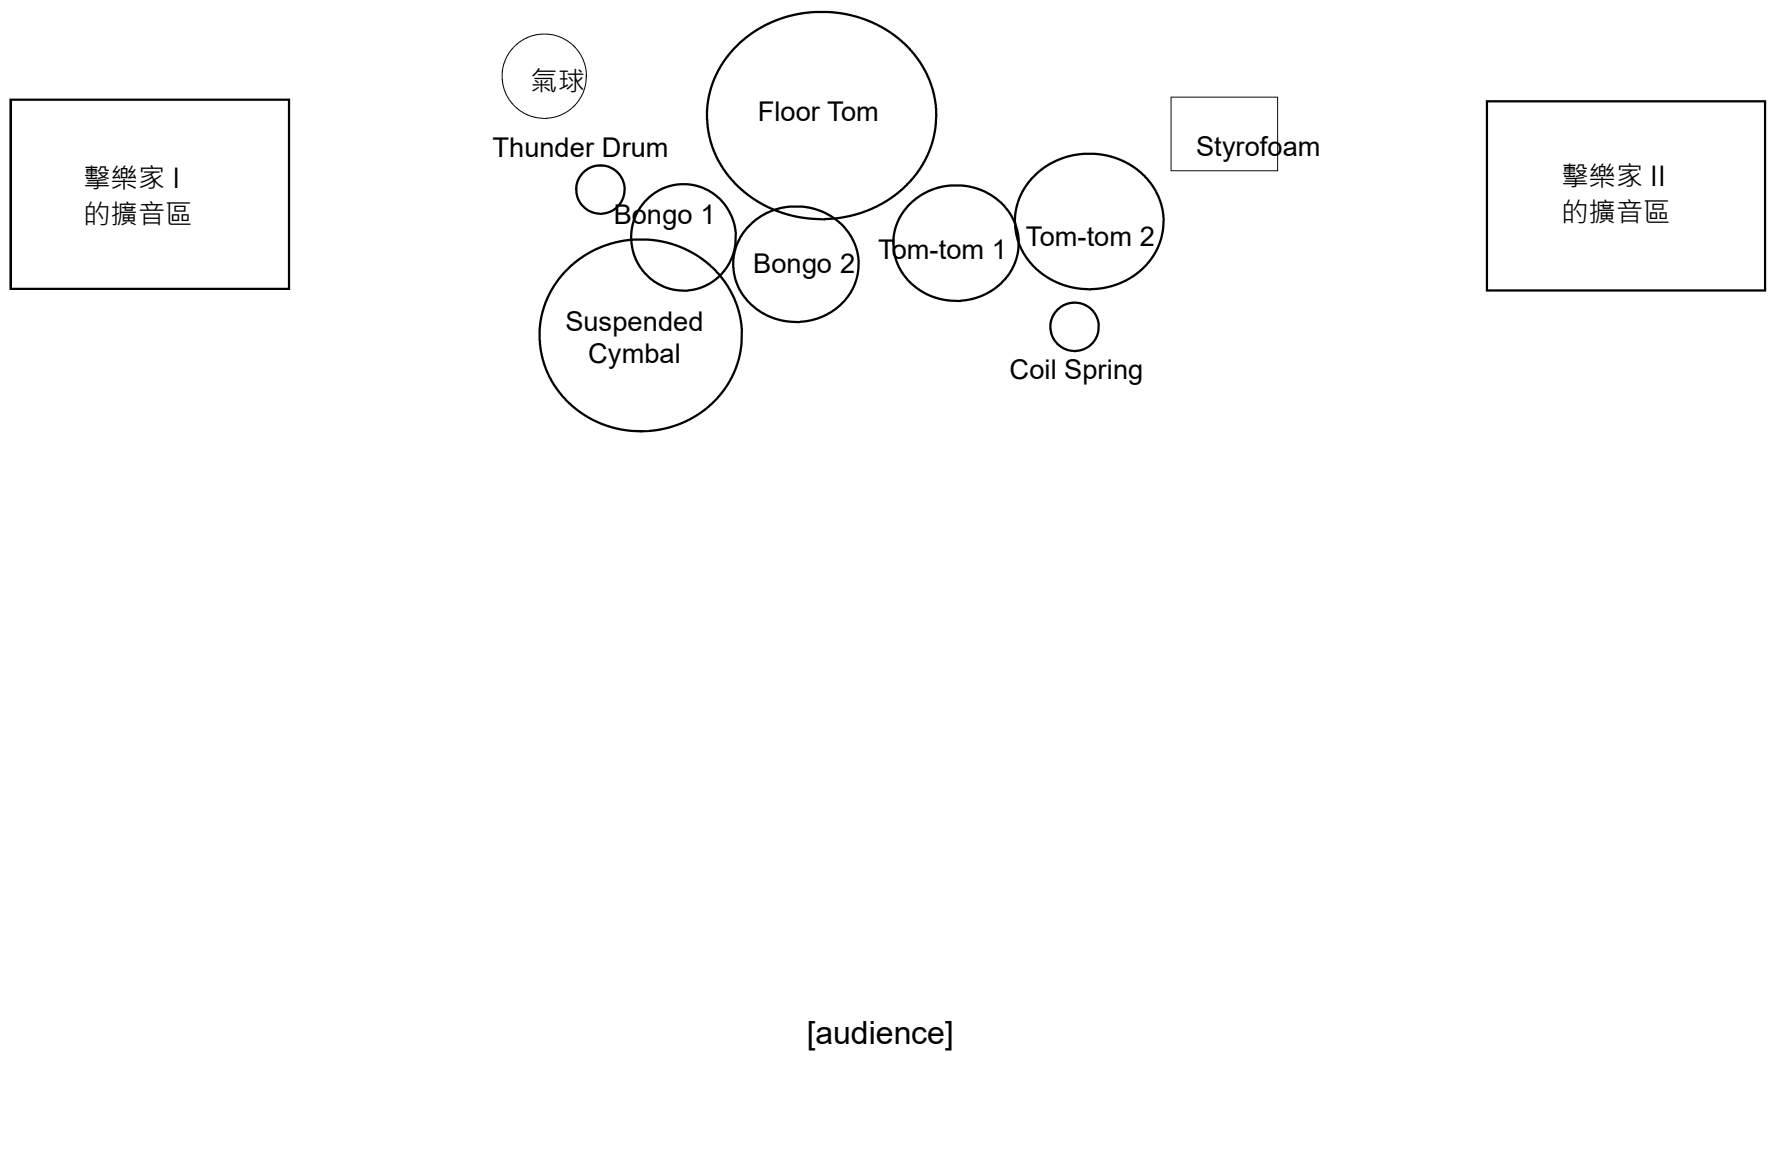 氣球
Floor Tom
Thunder Drum
Styrofoam
擊樂家 I
的擴音區
擊樂家 II
的擴音區
Bongo 1
Bongo 2
Tom-tom 1
Tom-tom 2
Suspended
Cymbal
Coil Spring
[audience]